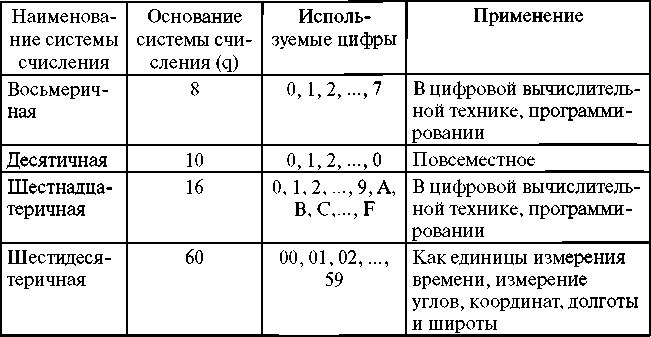 Наименова- Основание Исполь- Применение
ние системы системы счи- зуемые цифры
счисления сления (q)
Восьмерич- 8 0, 1, 2, ..., 7 В цифровой вычислитель-
ная ной технике, программи-
ровании
Десятичная 10 0, 1, 2, ..., 0 Повсеместное
Шестнадца- 16 0, 1, 2, ..., 9, A, В цифровой вычислитель-
теричная B, C,..., F ной технике, программи-
ровании
Шестидеся- 60 00, 01, 02, ..., Как единицы измерения
теричная 59 времени, измерение
углов, координат, долготы
и широты